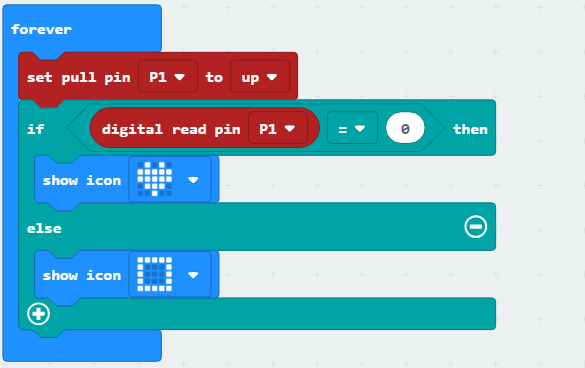 forever
set pull pin P1 to up
if digital read pin P1 = 0 then
show icon
else
show icon